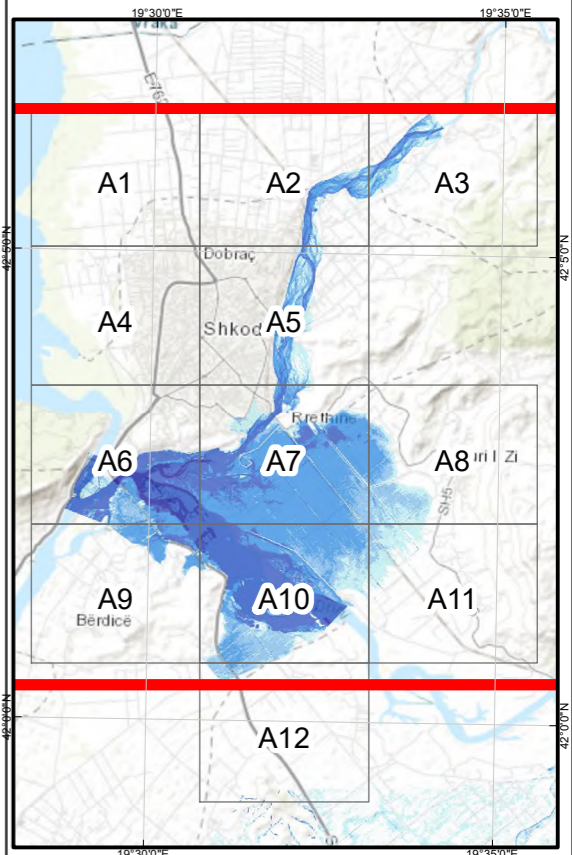 19°30'0"E 19°35'0"E
Vraka
E762
A1 A2 A3
42°5'0"N 42°5'0"N
Dobraç
A4 Shkod A5
Rrethin
A6 A7 A8 uri I Zi
SH5
A9 A10 A11
Bërdicë
42°0'0"N 42°0'0"N
A12
19°30'0"E 19°35'0"E